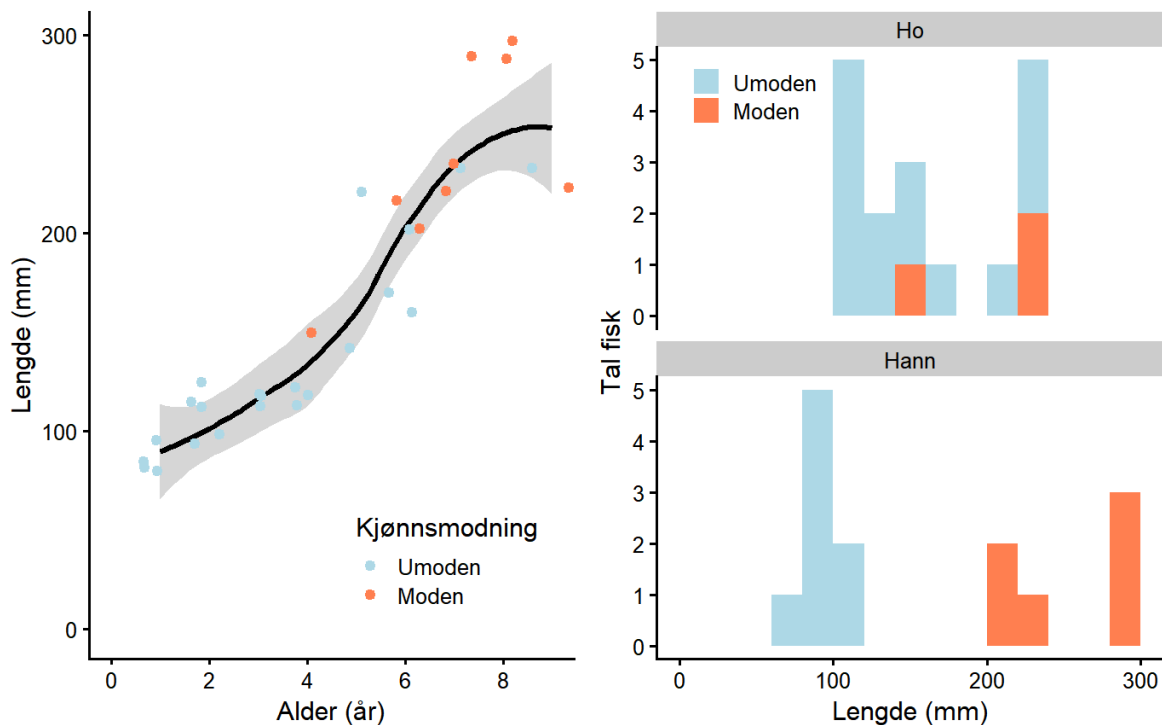 300
200
100
0
Lengde (mm)
0 2 4 6 8
Alder (år)
Kjønnsmodning
Umoden
Moden
Ho
5
4
3
2
1
0
Umoden
Moden
Tal fisk
Hann
5
4
3
2
1
0
0 100 200 300
Lengde (mm)